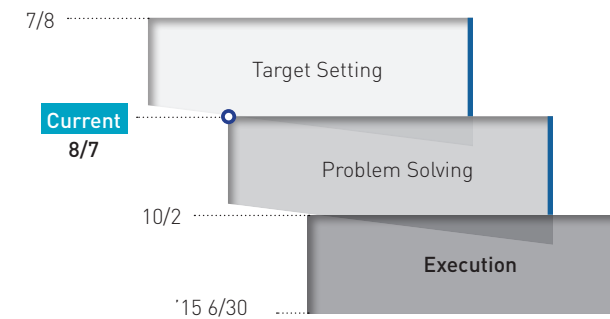 7/8
Target Setting
Current
8/7
Problem Solving
10/2
Execution
'15 6/30